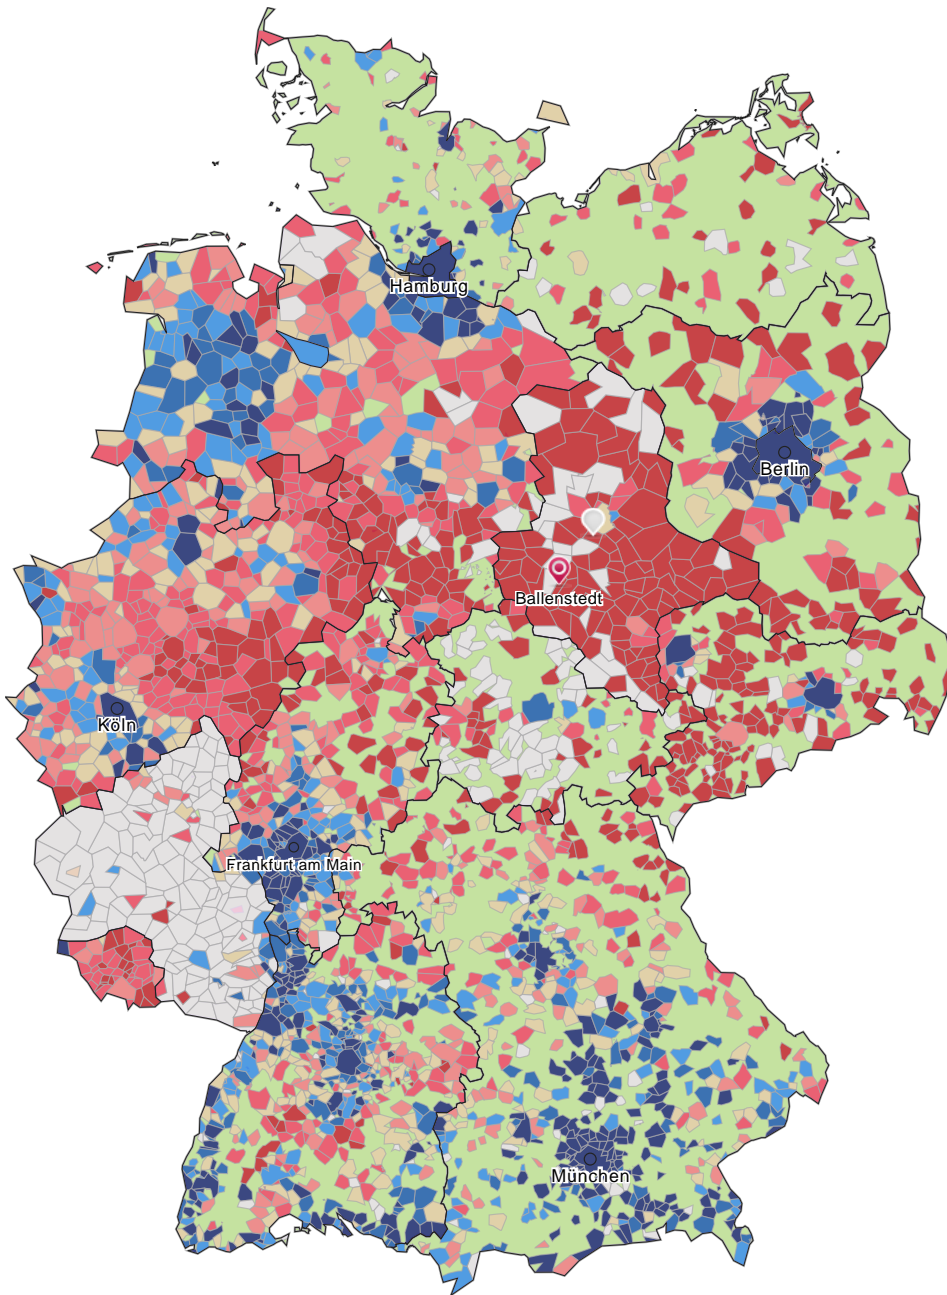 Hamburg
Berlin
Ballenstedt
Köln
Frankfurt am Main
München